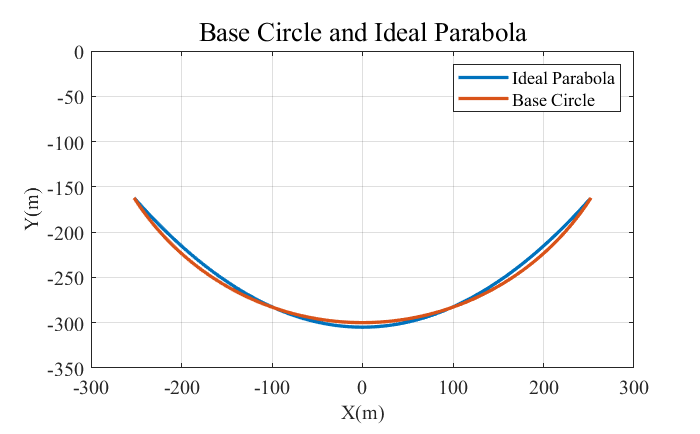 Base Circle and Ideal Parabola
Ideal Parabola
Base Circle
0
-50
-100
-150
-200
-250
-300
-350
Y(m)
-300 -200 -100 0 100 200 300
X(m)